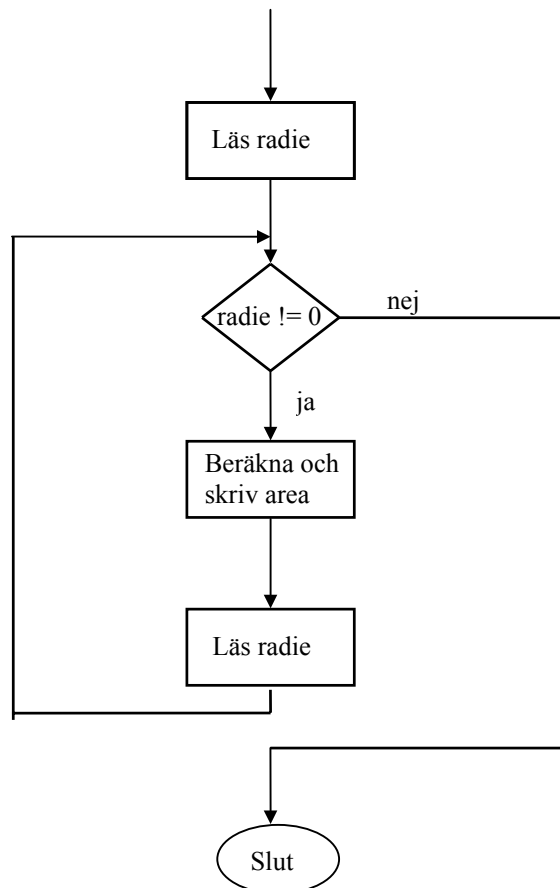 Läs radie
radie != 0
nej
ja
Beräkna och
skriv area
Läs radie
Slut